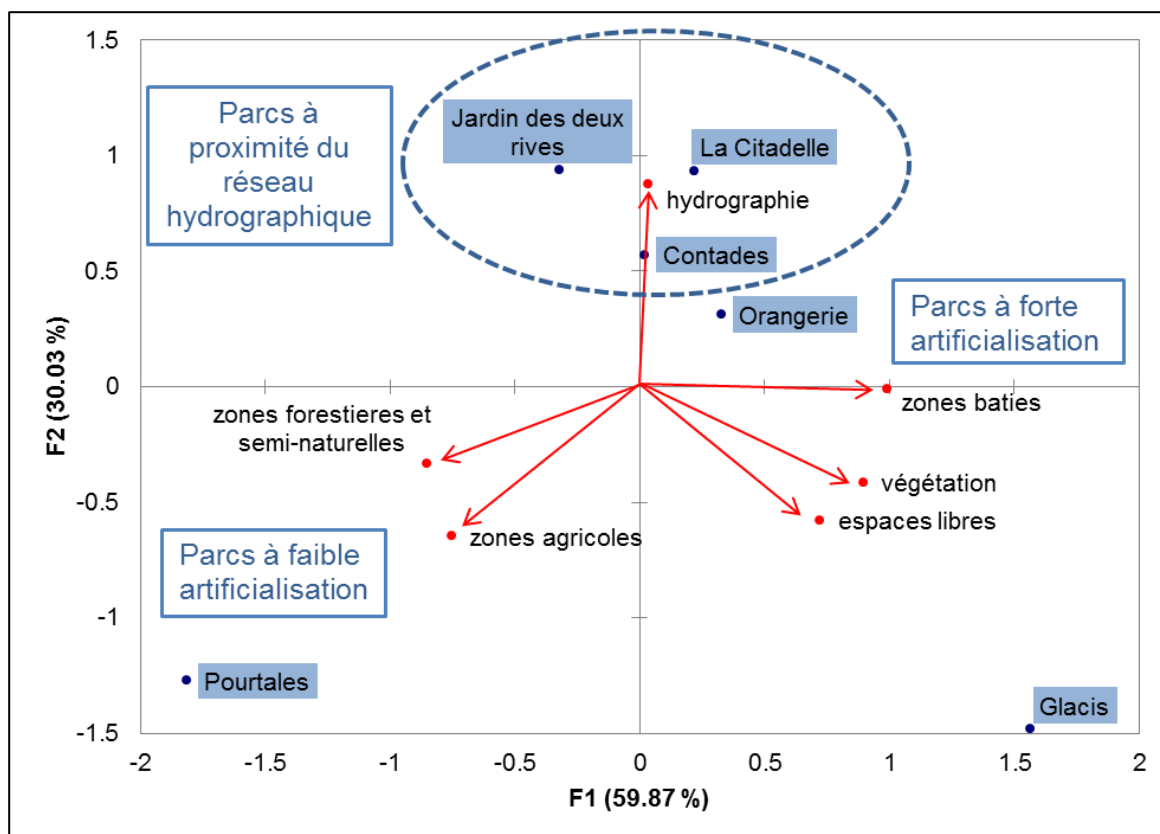 1.5
Parcs à
proximité du
réseau
hydrographique
Jardin des deux
rives
La Citadelle
1
hydrographie
Contades
0.5
Orangerie
Parcs à forte
artificialisation
0
zones baties
zones forestieres et
semi-naturelles
végétation
-0.5
espaces libres
zones agricoles
Parcs à faible
artificialisation
-1
Pourtales
Glacis
-1.5
F2 (30.03 %)
-2 -1.5 -1 -0.5 0 0.5 1 1.5 2
F1 (59.87 %)